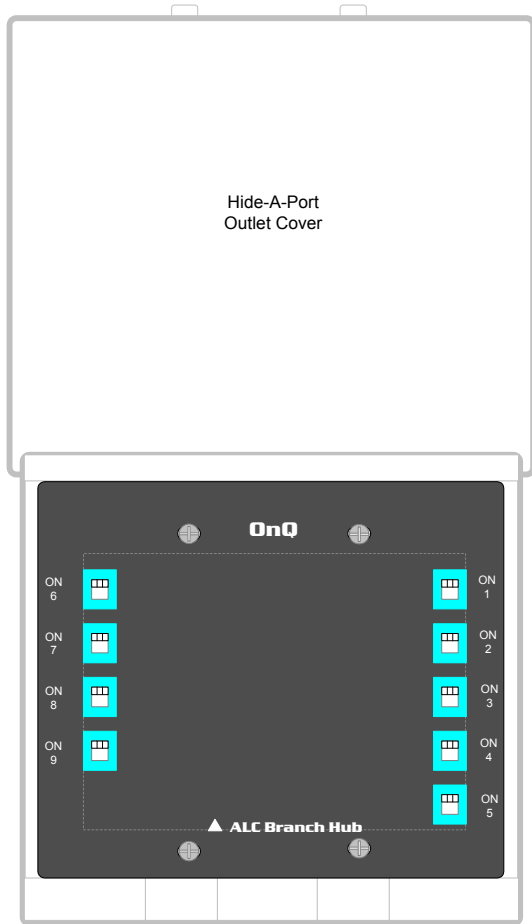 Hide-A-Port
Outlet Cover
OnQ
ON
6
ON
1
ON
7
ON
2
ON
8
ON
3
ON
9
ON
4
ON
5
ALC Branch Hub